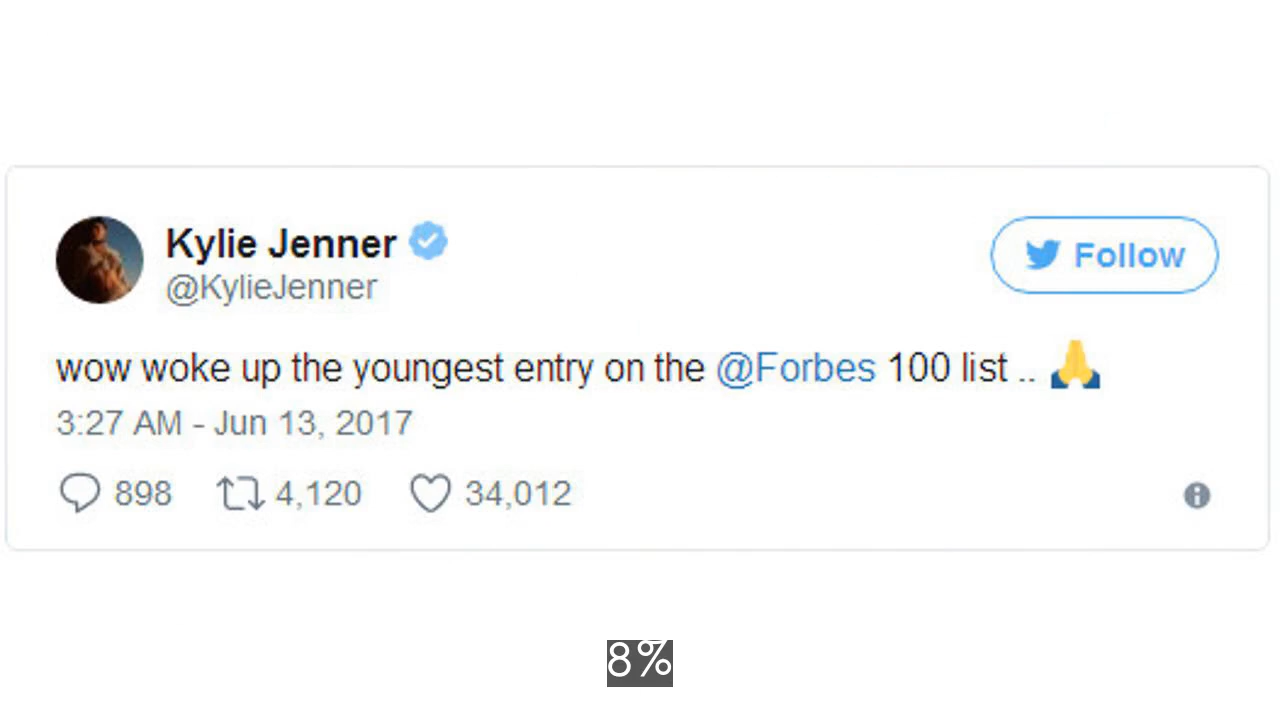 Kylie Jenner
@KylieJenner
Follow
wow woke up the youngest entry on the @Forbes 100 list .. 🙏
3:27 AM - Jun 13, 2017
898 4,120 34,012
8%